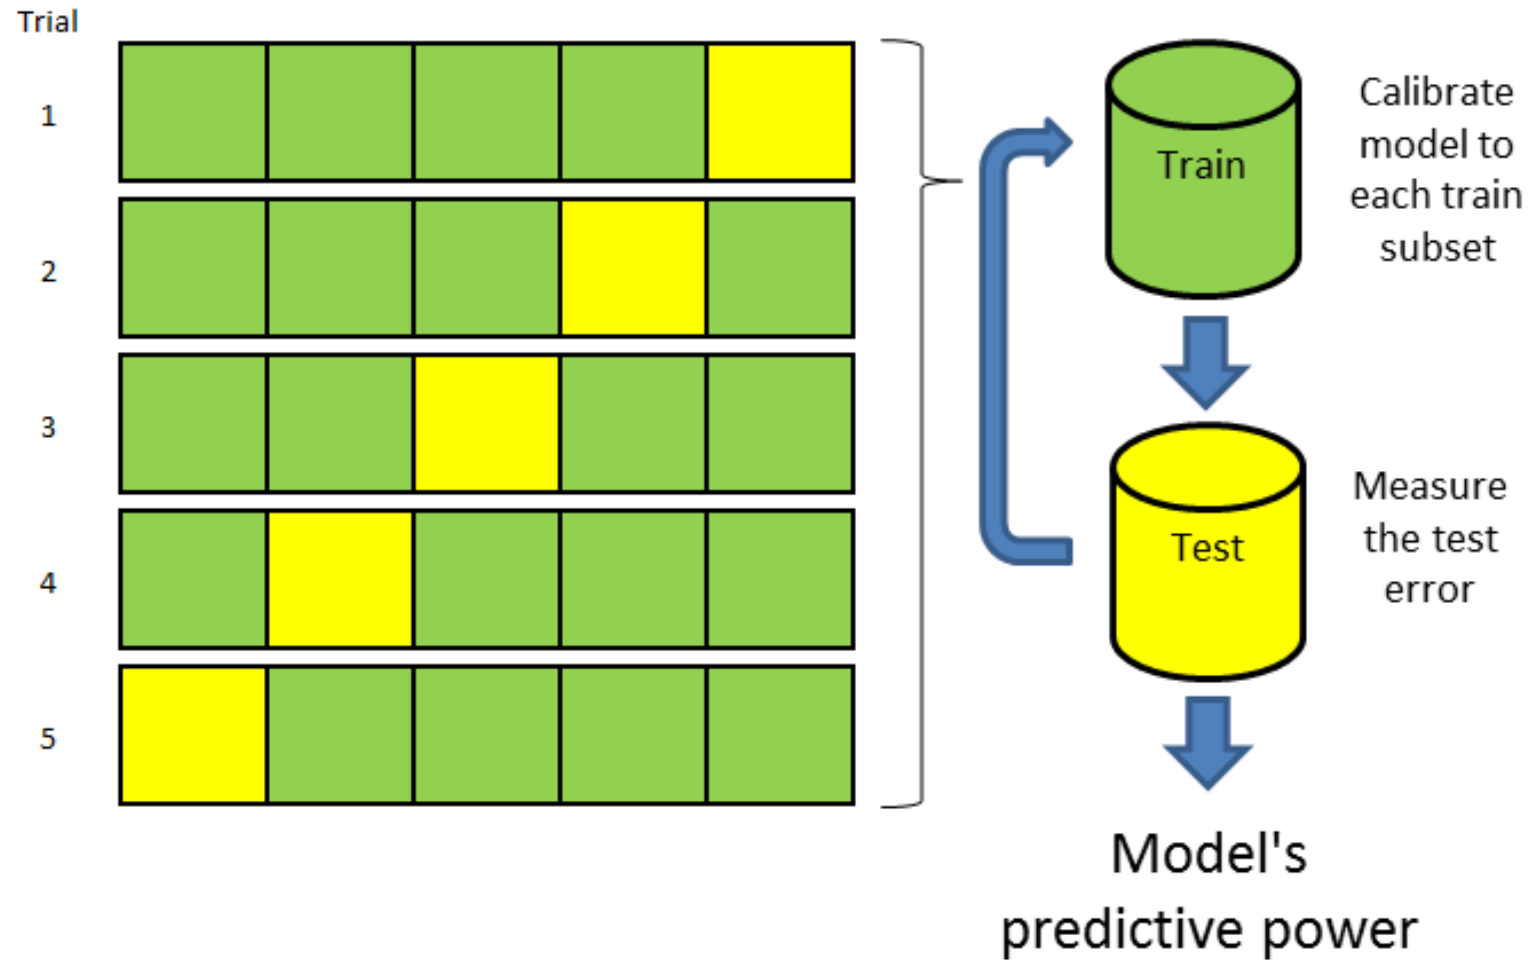 Trial
1
2
3
4
5
Train
Calibrate
model to
each train
subset
Test
Measure
the test
error
Model's
predictive power